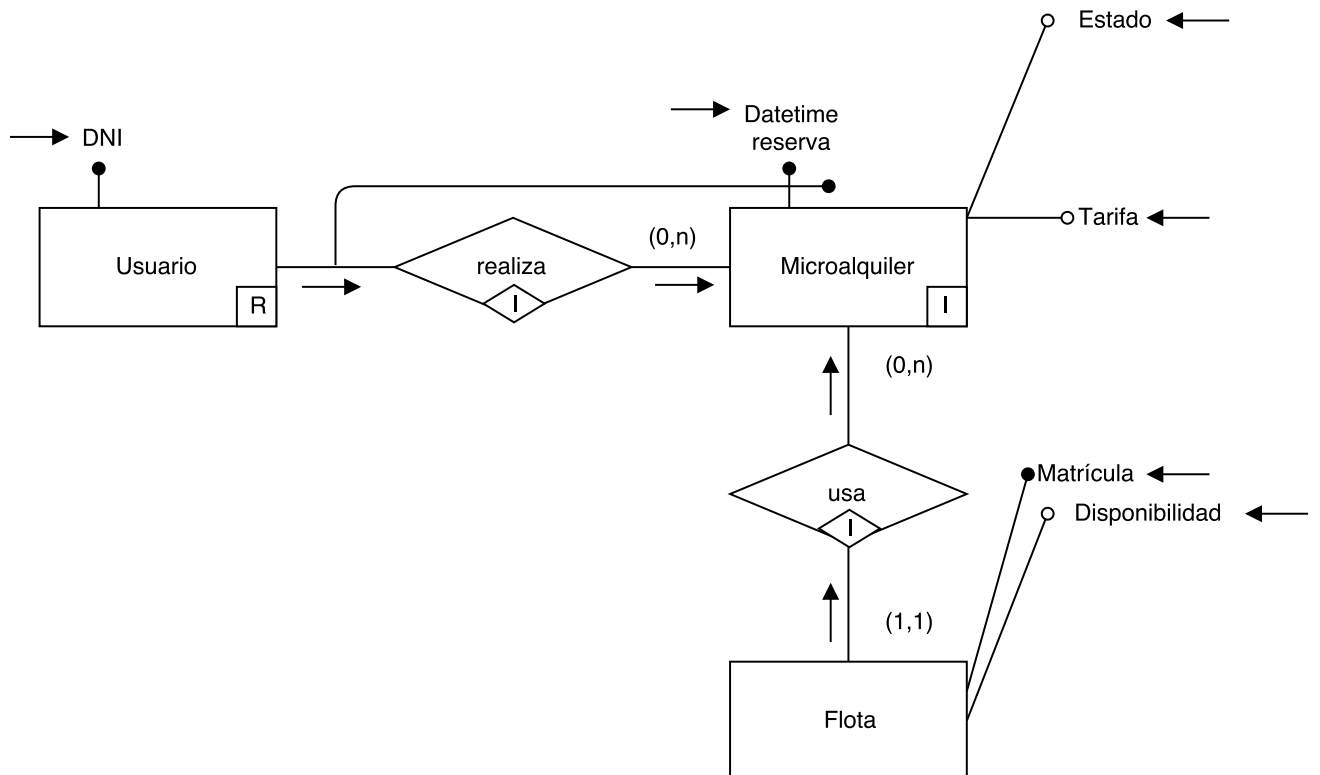 Estado
Datetime
reserva
DNI
Tarifa
(0,n)
Usuario
realiza
Microalquiler
R
I
I
(0,n)
Matrícula
usa
Disponibilidad
I
(1,1)
Flota